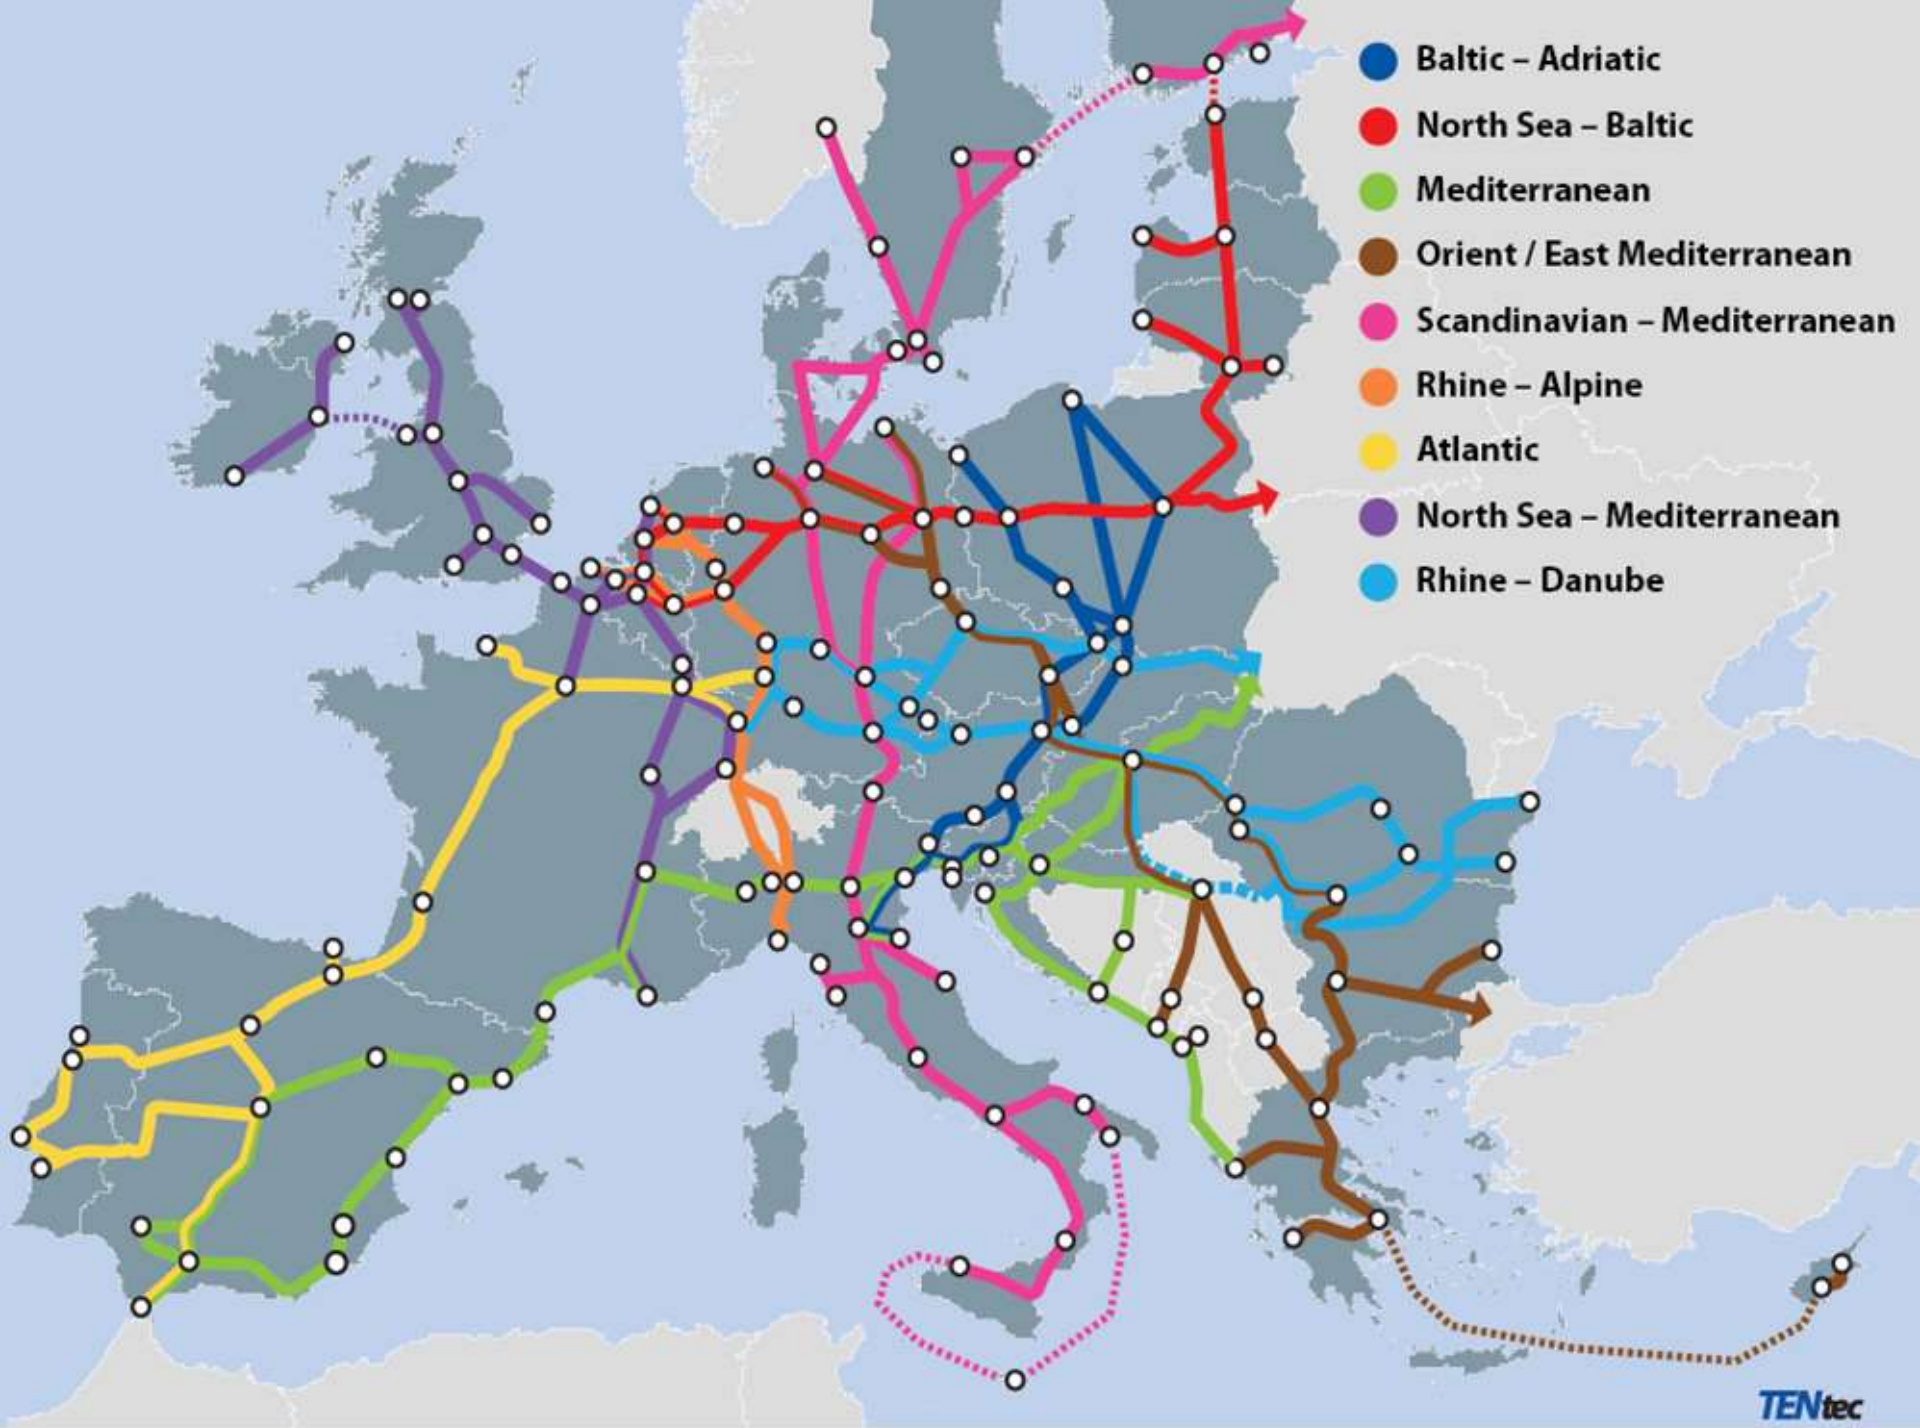 Baltic – Adriatic
North Sea – Baltic
Mediterranean
Orient / East Mediterranean
Scandinavian – Mediterranean
Rhine – Alpine
Atlantic
North Sea – Mediterranean
Rhine – Danube
TENtec